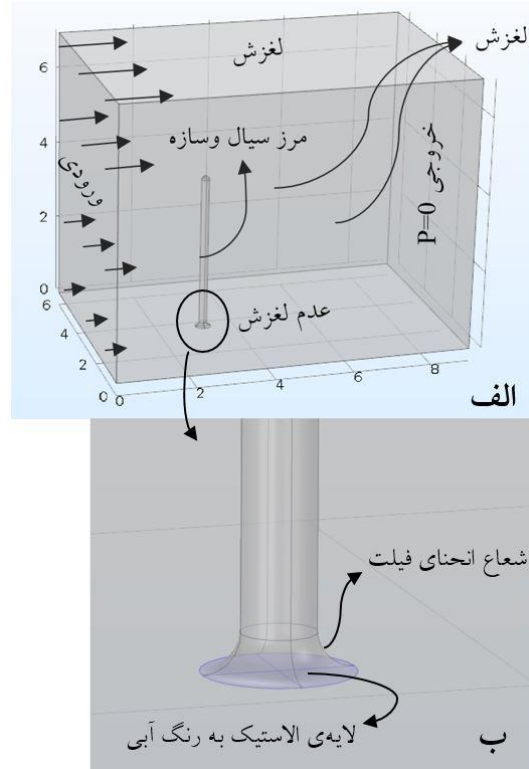 لغزش
لغزش
6
4
2
0
ورودی
مرز سیال وسازه
خروجی P=0
عدم لغزش
6
4
2
0
0
2
4
6
8
الف
شعاع انحنای فیلت
لایه‌ی الاستیک به رنگ آبی
ب